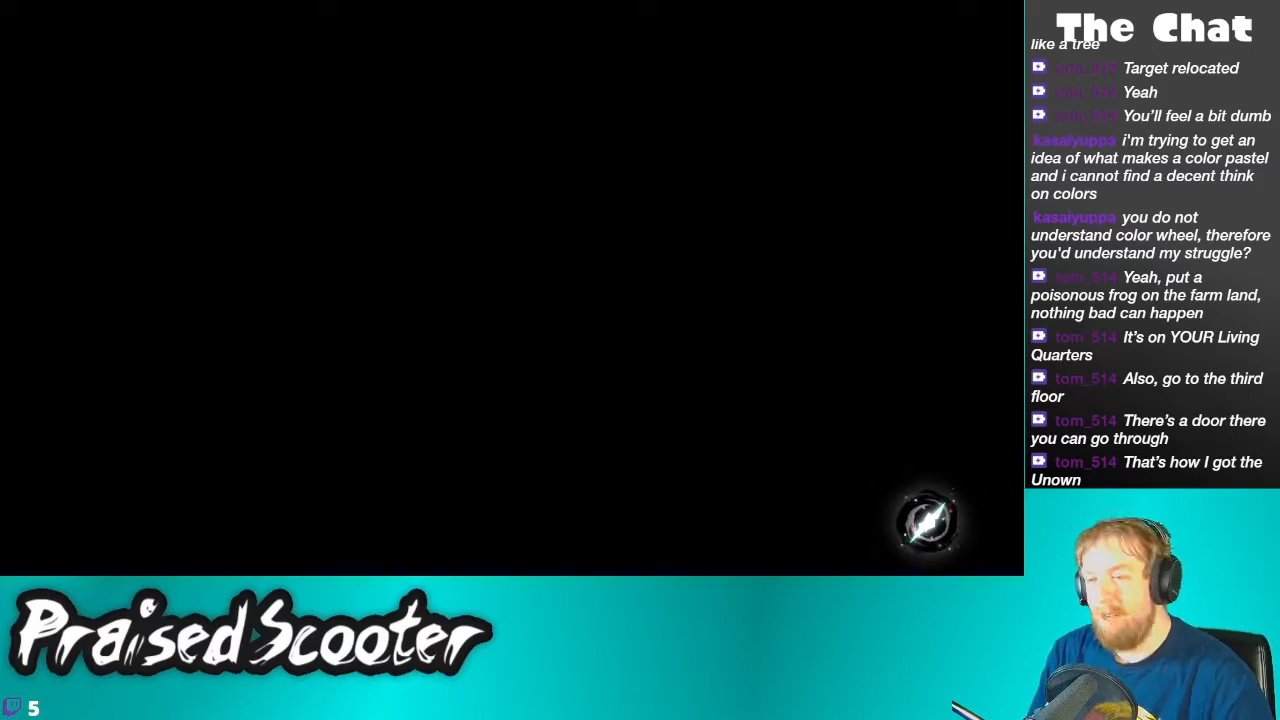 The Chat
like a tree
tom_514 Target relocated
tom_514 Yeah
tom_514 You'll feel a bit dumb
kasaiyuppa i'm trying to get an
idea of what makes a color pastel
and i cannot find a decent think
on colors
kasaiyuppa you do not
understand color wheel, therefore
you'd understand my struggle?
tom_514 Yeah, put a
poisonous frog on the farm land,
nothing bad can happen
tom_514 It's on YOUR Living
Quarters
tom_514 Also, go to the third
floor
tom_514 There's a door there
you can go through
tom_514 That's how I got the
Unown
PraisedScooter
5